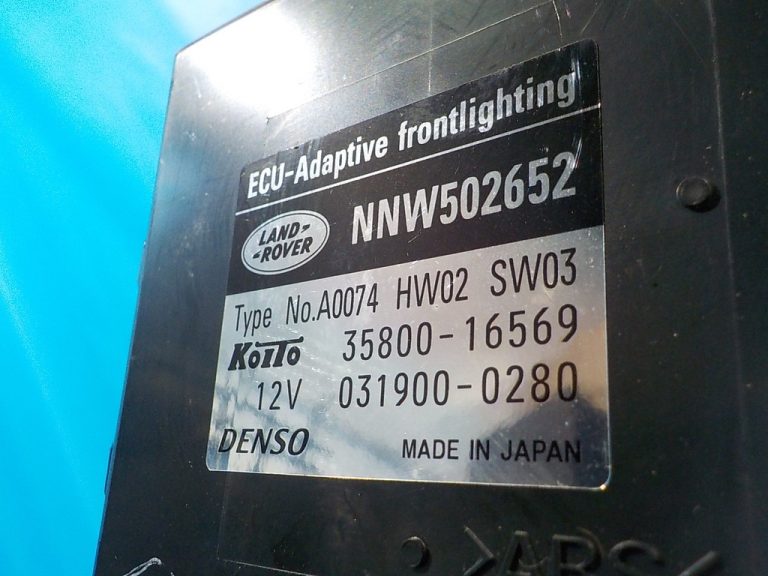 ECU-Adaptive frontlighting
LAND-
-ROVER
NNW502652
Type No.A0074 HW02 SW03
KOITO 35800-16569
12V 031900-0280
DENSO MADE IN JAPAN
>ABS<